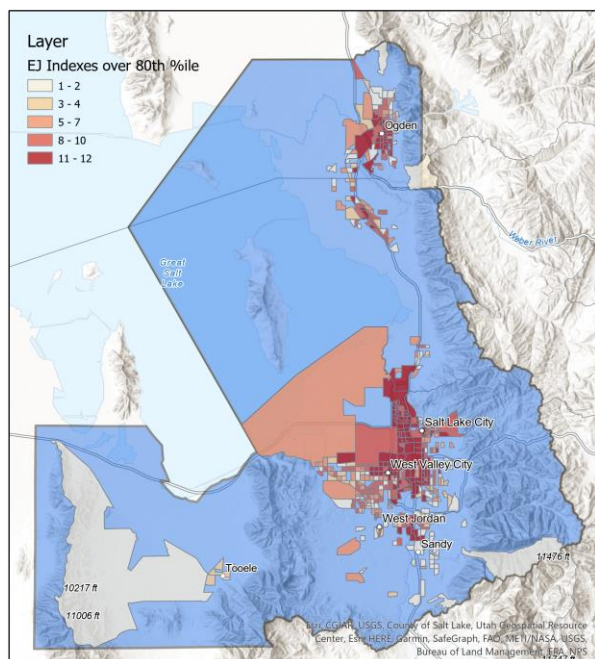 Layer
EJ Indexes over 80th %ile
1 - 2
3 - 4
5 - 7
8 - 10
11 - 12
Ogden
Weber River
Great
Salt
Lake
Salt Lake City
West Valley City
West Jordan
Sandy
11476 ft
Tooele
10217 ft
11006 ft
Esri, CGIAR, USGS, County of Salt Lake, Utah Geospatial Resource
Center, Esri, HERE, Garmin, SafeGraph, FAO, METI/NASA, USGS,
Bureau of Land Management, EPA, NPS